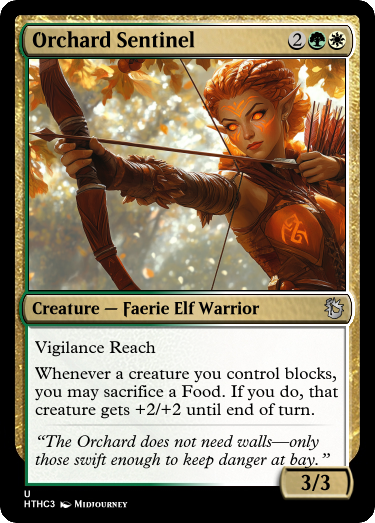 Orchard Sentinel 2
Creature — Faerie Elf Warrior
Vigilance Reach
Whenever a creature you control blocks,
you may sacrifice a Food. If you do, that
creature gets +2/+2 until end of turn.
“The Orchard does not need walls—only
those swift enough to keep danger at bay.”
3/3
U
HTHC3 Midjourney